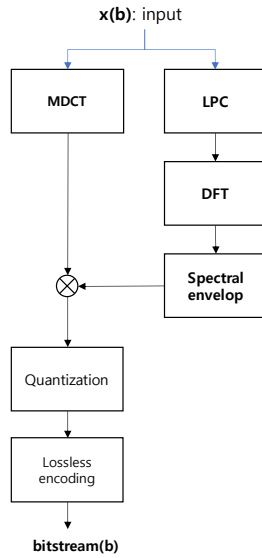 x(b): input
MDCT
LPC
DFT
Spectral
envelop
Quantization
Lossless
encoding
bitstream(b)